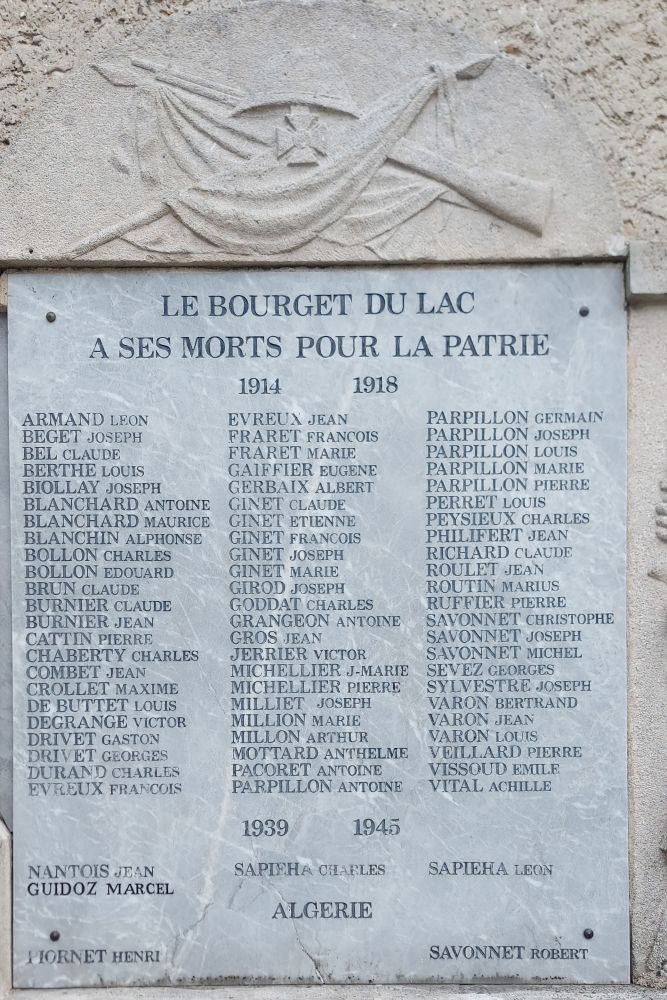 LE BOURGET DU LAC
A SES MORTS POUR LA PATRIE
1914 1918
ARMAND LEON
BEGET JOSEPH
BEL CLAUDE
BERTHE LOUIS
BIOLLAY JOSEPH
BLANCHARD ANTOINE
BLANCHARD MAURICE
BLANCHIN ALPHONSE
BOLLON CHARLES
BOLLON EDOUARD
BRUN CLAUDE
BURNIER CLAUDE
BURNIER JEAN
CATTIN PIERRE
CHABERTY CHARLES
COMBET JEAN
CROLLET MAXIME
DE BUTTET LOUIS
DEGRANGE VICTOR
DRIVET GASTON
DRIVET GEORGES
DURAND CHARLES
EVREUX FRANCOIS
EVREUX JEAN
FRARET FRANCOIS
FRARET MARIE
GAIFFIER EUGENE
GERBAIX ALBERT
GINET CLAUDE
GINET ETIENNE
GINET FRANCOIS
GINET JOSEPH
GINET MARIE
GIROD JOSEPH
GODDAT CHARLES
GRANGEON ANTOINE
GROS JEAN
JERRIER VICTOR
MICHELLIER J-MARIE
MICHELLIER PIERRE
MILLIET JOSEPH
MILLION MARIE
MILLON ARTHUR
MOTTARD ANTHELME
PACORET ANTOINE
PARPILLON ANTOINE
PARPILLON GERMAIN
PARPILLON JOSEPH
PARPILLON LOUIS
PARPILLON MARIE
PARPILLON PIERRE
PERRET LOUIS
PEYSIEUX CHARLES
PHILIFERT JEAN
RICHARD CLAUDE
ROULET JEAN
ROUTIN MARIUS
RUFFIER PIERRE
SAVONNET CHRISTOPHE
SAVONNET JOSEPH
SAVONNET MICHEL
SEVEZ GEORGES
SYLVESTRE JOSEPH
VARON BERTRAND
VARON JEAN
VARON LOUIS
VEILLARD PIERRE
VISSOUD EMILE
VITAL ACHILLE
1939 1945
NANTOIS JEAN
GUIDOZ MARCEL
SAPIEHA CHARLES
SAPIEHA LEON
ALGERIE
HORNET HENRI
SAVONNET ROBERT